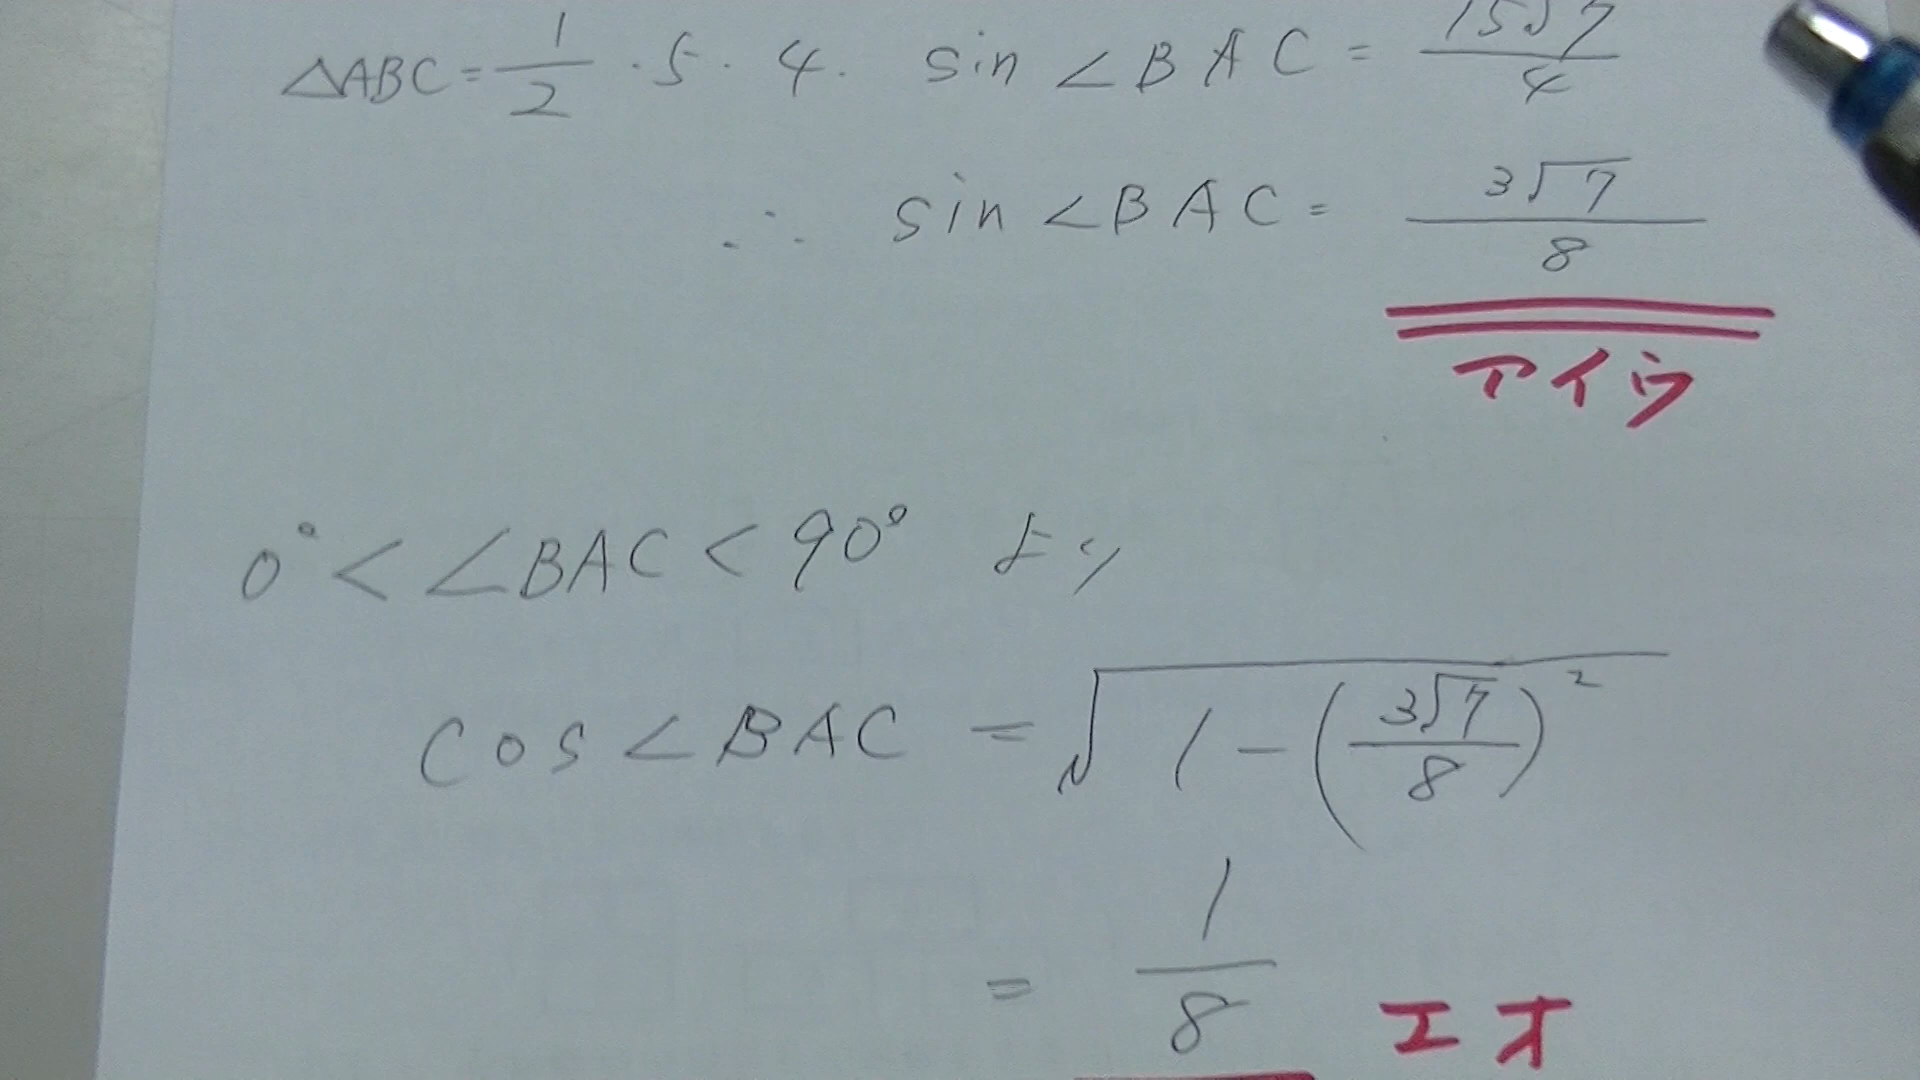 △ABC = 1/2 · 5 · 4 · sin ∠BAC = 15√7/4
∴ sin ∠BAC = 3√7/8
アイウ
0° < ∠BAC < 90° より
cos ∠BAC = √(1 - (3√7/8)²)
= 1/8 エオ